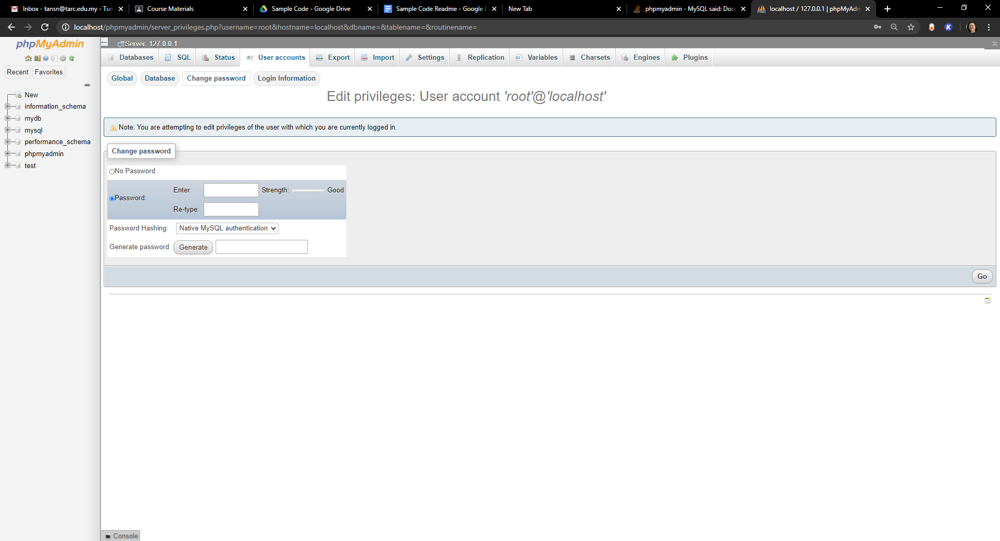 Inbox - tansn@tarc.edu.my - Tun
Course Materials
Sample Code - Google Drive
Sample Code Readme - Google D
New Tab
phpmyadmin - MySQL said: Docu
localhost / 127.0.0.1 | phpMyAdm
localhost/phpmyadmin/server_privileges.php?username=root&hostname=localhost&dbname=&tablename=&routinename=
K
phpMyAdmin
Recent
Favorites
New
information_schema
mydb
mysql
performance_schema
phpmyadmin
test
Server: 127.0.0.1
Databases
SQL
Status
User accounts
Export
Import
Settings
Replication
Variables
Charsets
Engines
Plugins
Global
Database
Change password
Login Information
Edit privileges: User account 'root'@'localhost'
Note: You are attempting to edit privileges of the user with which you are currently logged in.
Change password
No Password
Password:
Enter:
Strength:
Good
Re-type:
Password Hashing:
Native MySQL authentication
Generate password
Generate
Go
Console